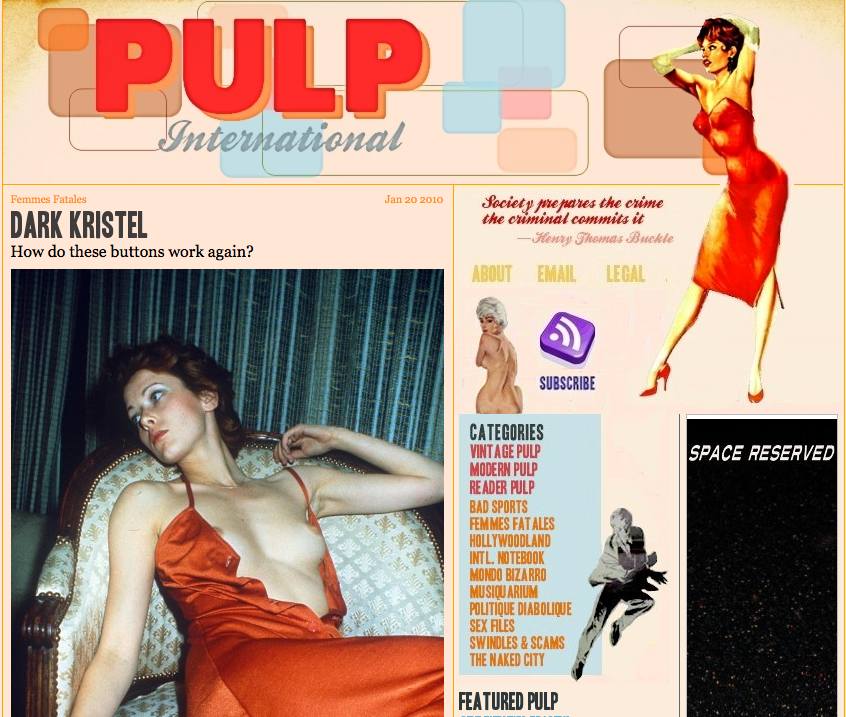 PULP
International
Femmes Fatales
Jan 20 2010
DARK KRISTEL
How do these buttons work again?
Society prepares the crime
the criminal commits it
—Henry Thomas Buckle
ABOUT
EMAIL
LEGAL
SUBSCRIBE
CATEGORIES
VINTAGE PULP
MODERN PULP
READER PULP
BAD SPORTS
FEMMES FATALES
HOLLYWOODLAND
INTL. NOTEBOOK
MONDO BIZARRO
MUSIQUARIUM
POLITIQUE DIABOLIQUE
SEX FILES
SWINDLES & SCAMS
THE NAKED CITY
SPACE RESERVED
FEATURED PULP